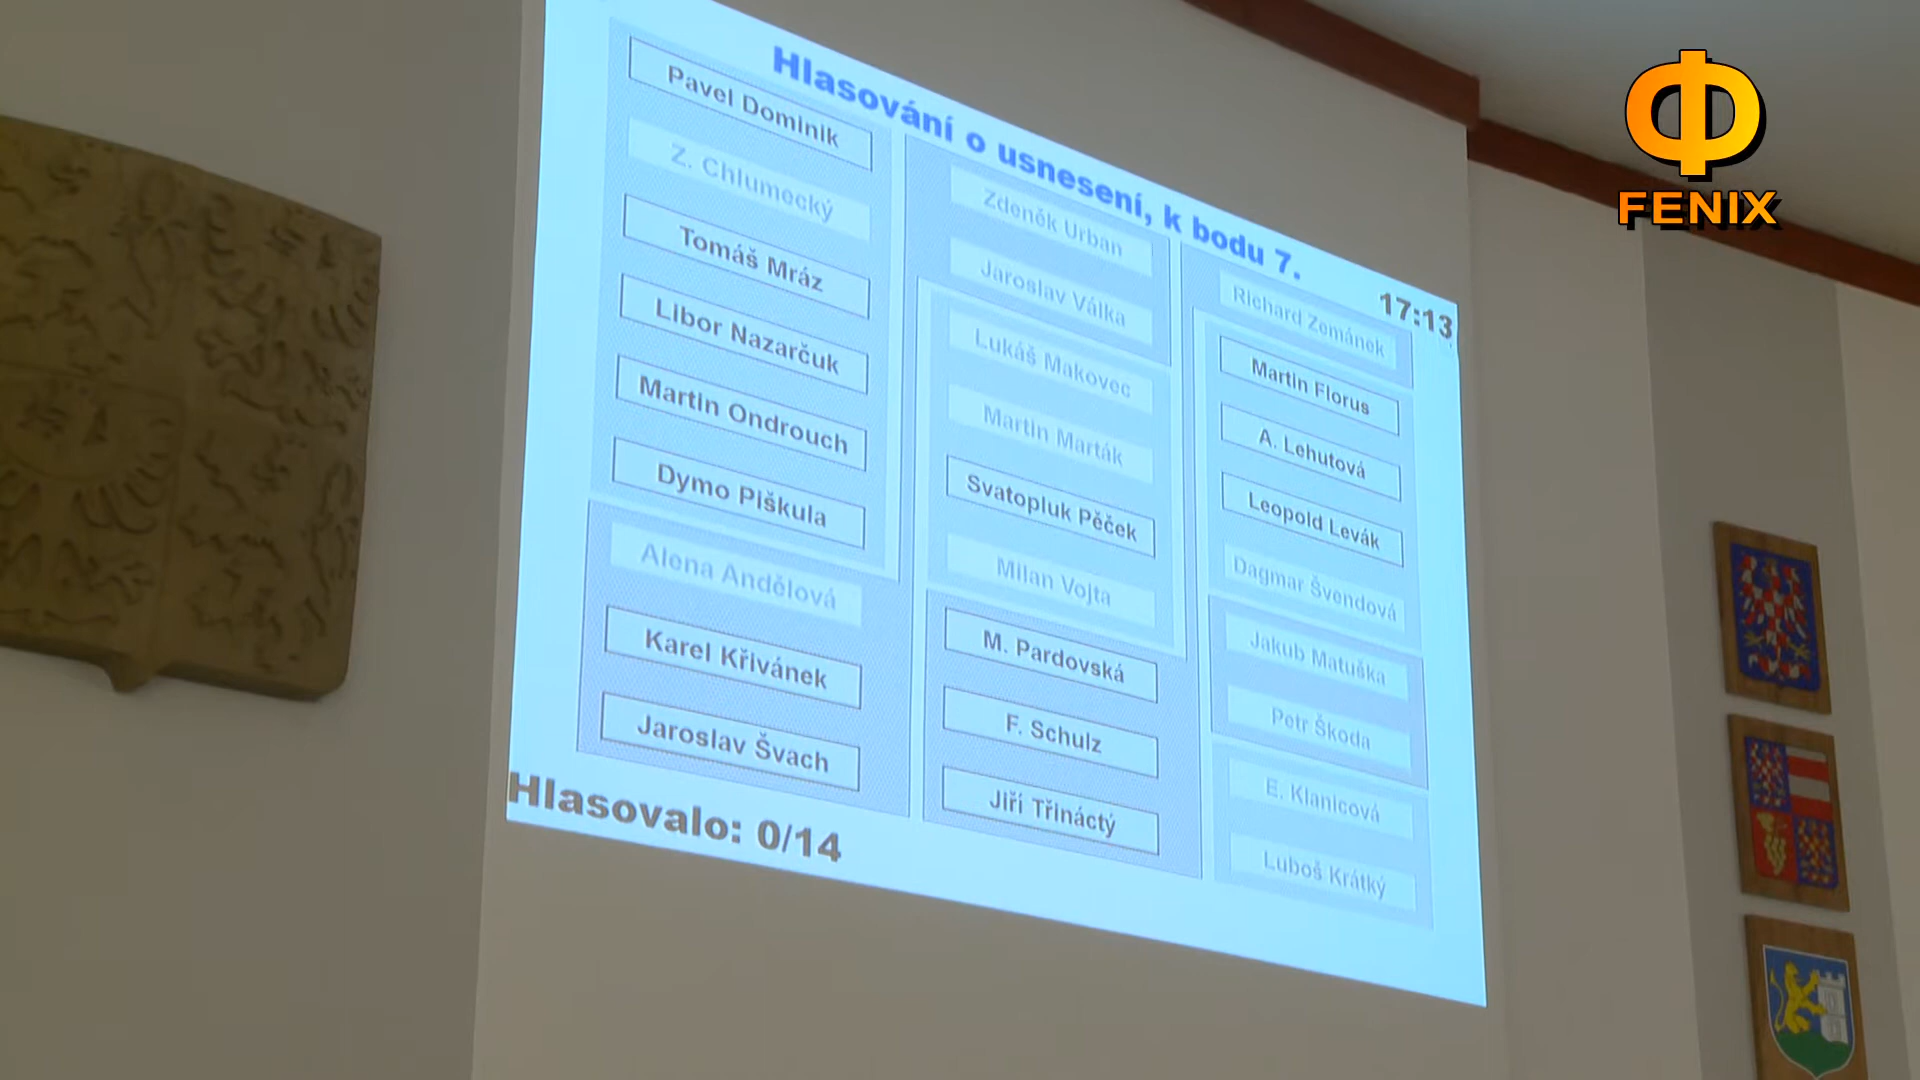 Hlasování o usnesení, k bodu 7.
17:13
Pavel Dominik
Z. Chlumecký
Tomáš Mráz
Libor Nazarčuk
Martin Ondrouch
Dymo Piškula
Alena Andělová
Karel Křivánek
Jaroslav Švach
Zdeněk Urban
Jaroslav Válka
Lukáš Makovec
Martin Marták
Svatopluk Pěček
Milan Vojta
M. Pardovská
F. Schulz
Jiří Třináctý
Richard Zemánek
Martin Florus
A. Lehutová
Leopold Levák
Dagmar Švendová
Jakub Matuška
Petr Škoda
E. Klanicová
Luboš Krátký
Hlasovalo: 0/14
FENIX